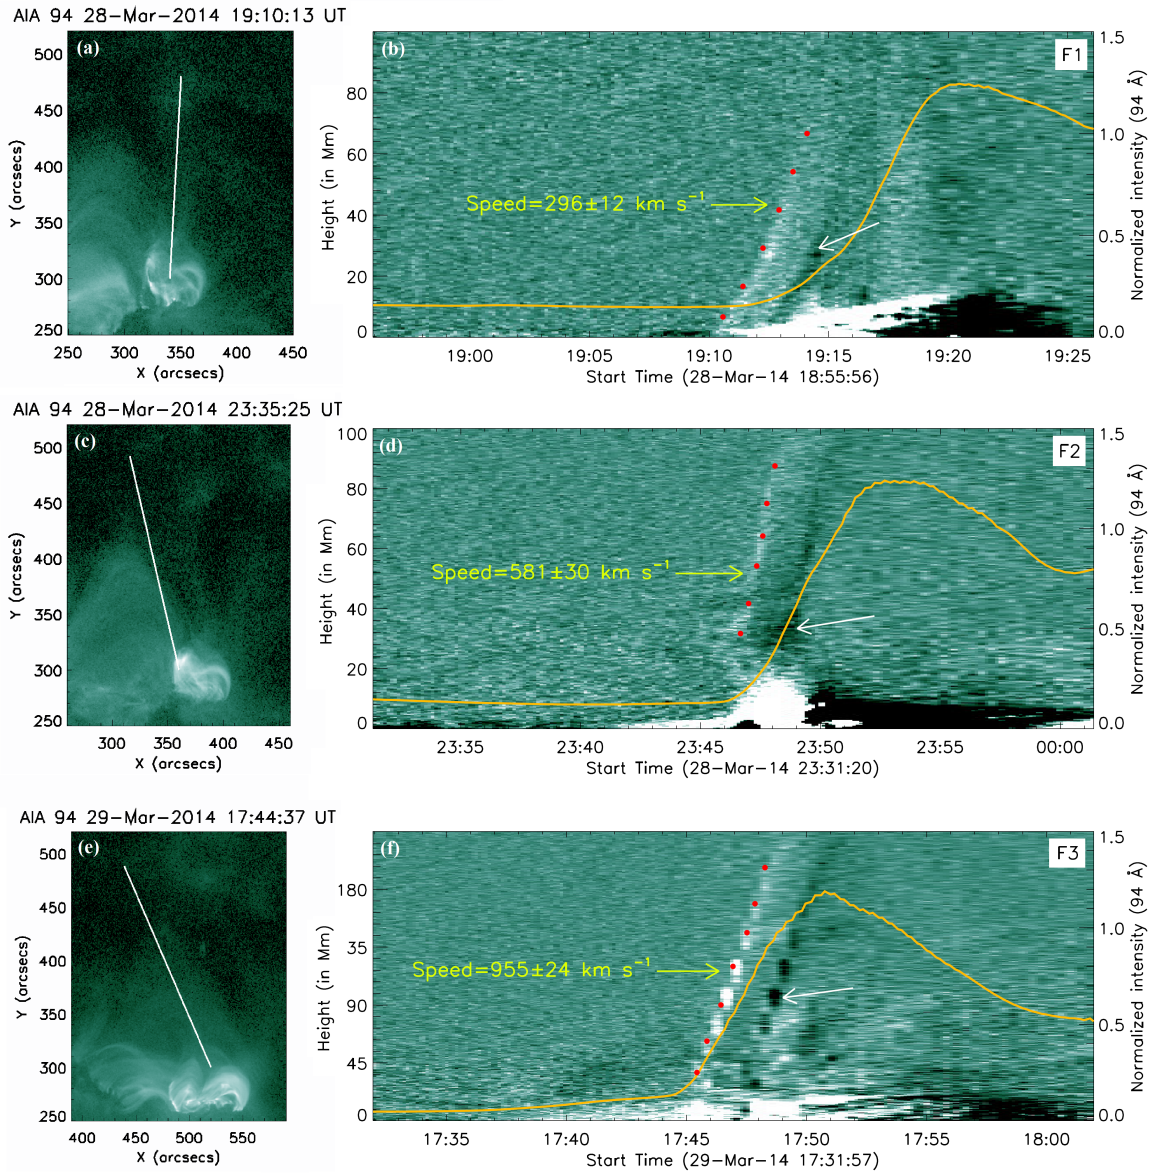 AIA 94 28-Mar-2014 19:10:13 UT
(a)
500
450
400
350
300
250
Y (arcsecs)
250 300 350 400 450
X (arcsecs)
(b)
F1
80
60
40
20
0
Height (in Mm)
Speed=296±12 km s⁻¹
1.5
1.0
0.5
0.0
Normalized intensity (94 Å)
19:00 19:05 19:10 19:15 19:20 19:25
Start Time (28-Mar-14 18:55:56)
AIA 94 28-Mar-2014 23:35:25 UT
(c)
500
450
400
350
300
250
Y (arcsecs)
300 350 400 450
X (arcsecs)
(d)
F2
100
80
60
40
20
0
Height (in Mm)
Speed=581±30 km s⁻¹
1.5
1.0
0.5
0.0
Normalized intensity (94 Å)
23:35 23:40 23:45 23:50 23:55 00:00
Start Time (28-Mar-14 23:31:20)
AIA 94 29-Mar-2014 17:44:37 UT
(e)
500
450
400
350
300
250
Y (arcsecs)
400 450 500 550
X (arcsecs)
(f)
F3
180
35
90
45
0
Height (in Mm)
Speed=955±24 km s⁻¹
1.5
1.0
0.5
0.0
Normalized intensity (94 Å)
17:35 17:40 17:45 17:50 17:55 18:00
Start Time (29-Mar-14 17:31:57)